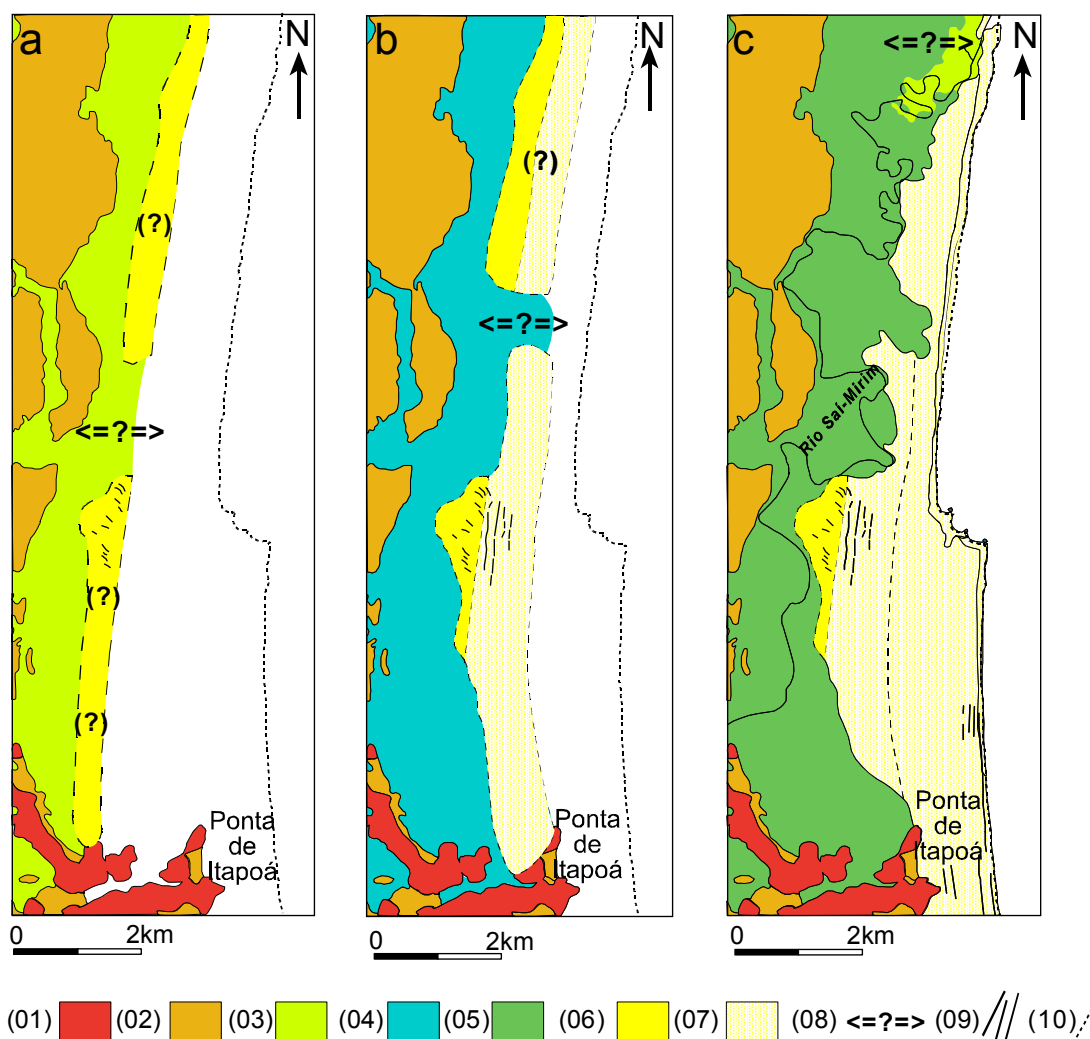 a
N
(?)
<=?=>
(?)
(?)
Ponta
de
Itapoá
0 2km
b
N
(?)
<=?=>
Ponta
de
Itapoá
0 2km
c
<=?=>
N
Rio Saí-Mirim
Ponta
de
Itapoá
0 2km
(01) (02) (03) (04) (05) (06) (07) (08) <=?=> (09) (10)